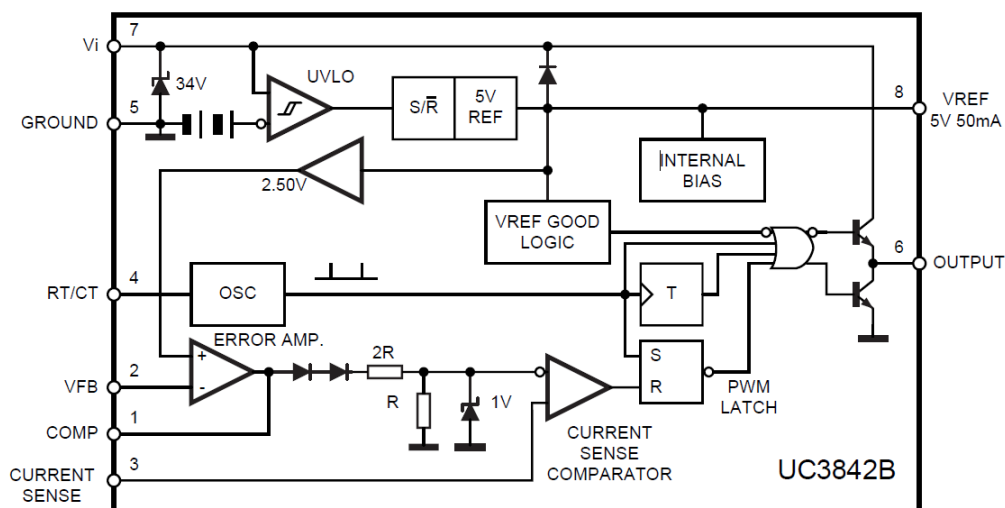 7
Vi
34V
UVLO
S/R̅
5V
REF
5
GROUND
8
VREF
5V 50mA
INTERNAL
BIAS
2.50V
VREF GOOD
LOGIC
6
OUTPUT
4
RT/CT
OSC
T
ERROR AMP.
+
-
2
VFB
1
COMP
2R
R
1V
S
R
PWM
LATCH
CURRENT
SENSE
COMPARATOR
3
CURRENT
SENSE
UC3842B